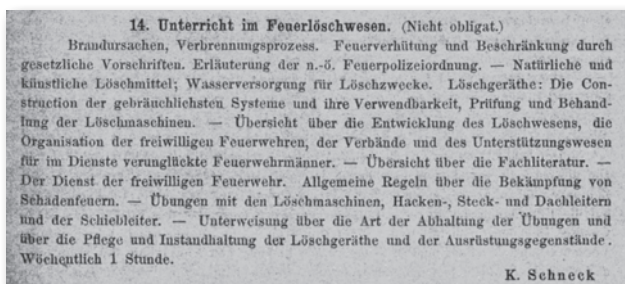 14. Unterricht im Feuerlöschwesen. (Nicht obligat.)
Brandursachen, Verbrennungsprozess. Feuerverhütung und Beschränkung durch
gesetzliche Vorschriften. Erläuterung der n.-ö. Feuerpolizeiordnung. — Natürliche und
künstliche Löschmittel; Wasserversorgung für Löschzwecke. Löschgeräthe: Die Con-
struction der gebräuchlichsten Systeme und ihre Verwendbarkeit, Prüfung und Behand-
lung der Löschmaschinen. — Übersicht über die Entwicklung des Löschwesens, die
Organisation der freiwilligen Feuerwehren, der Verbände und des Unterstützungswesen
für im Dienste verunglückte Feuerwehrmänner. — Übersicht über die Fachliteratur. —
Der Dienst der freiwilligen Feuerwehr. Allgemeine Regeln über die Bekämpfung von
Schadenfeuern. — Übungen mit den Löschmaschinen, Hacken-, Steck- und Dachleitern
und der Schiebleiter. — Unterweisung über die Art der Abhaltung der Übungen und
über die Pflege und Instandhaltung der Löschgeräthe und der Ausrüstungsgegenstände.
Wöchentlich 1 Stunde.
K. Schneck